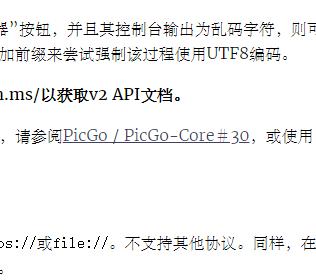 器”按钮，并且其控制台输出为乱码字符，则可
加前缀来尝试强制该过程使用UTF8编码。
.ms/以获取v2 API文档。
，请参阅PicGo / PicGo-Core＃30，或使用
ps://或file://。不支持其他协议。同样，在
。